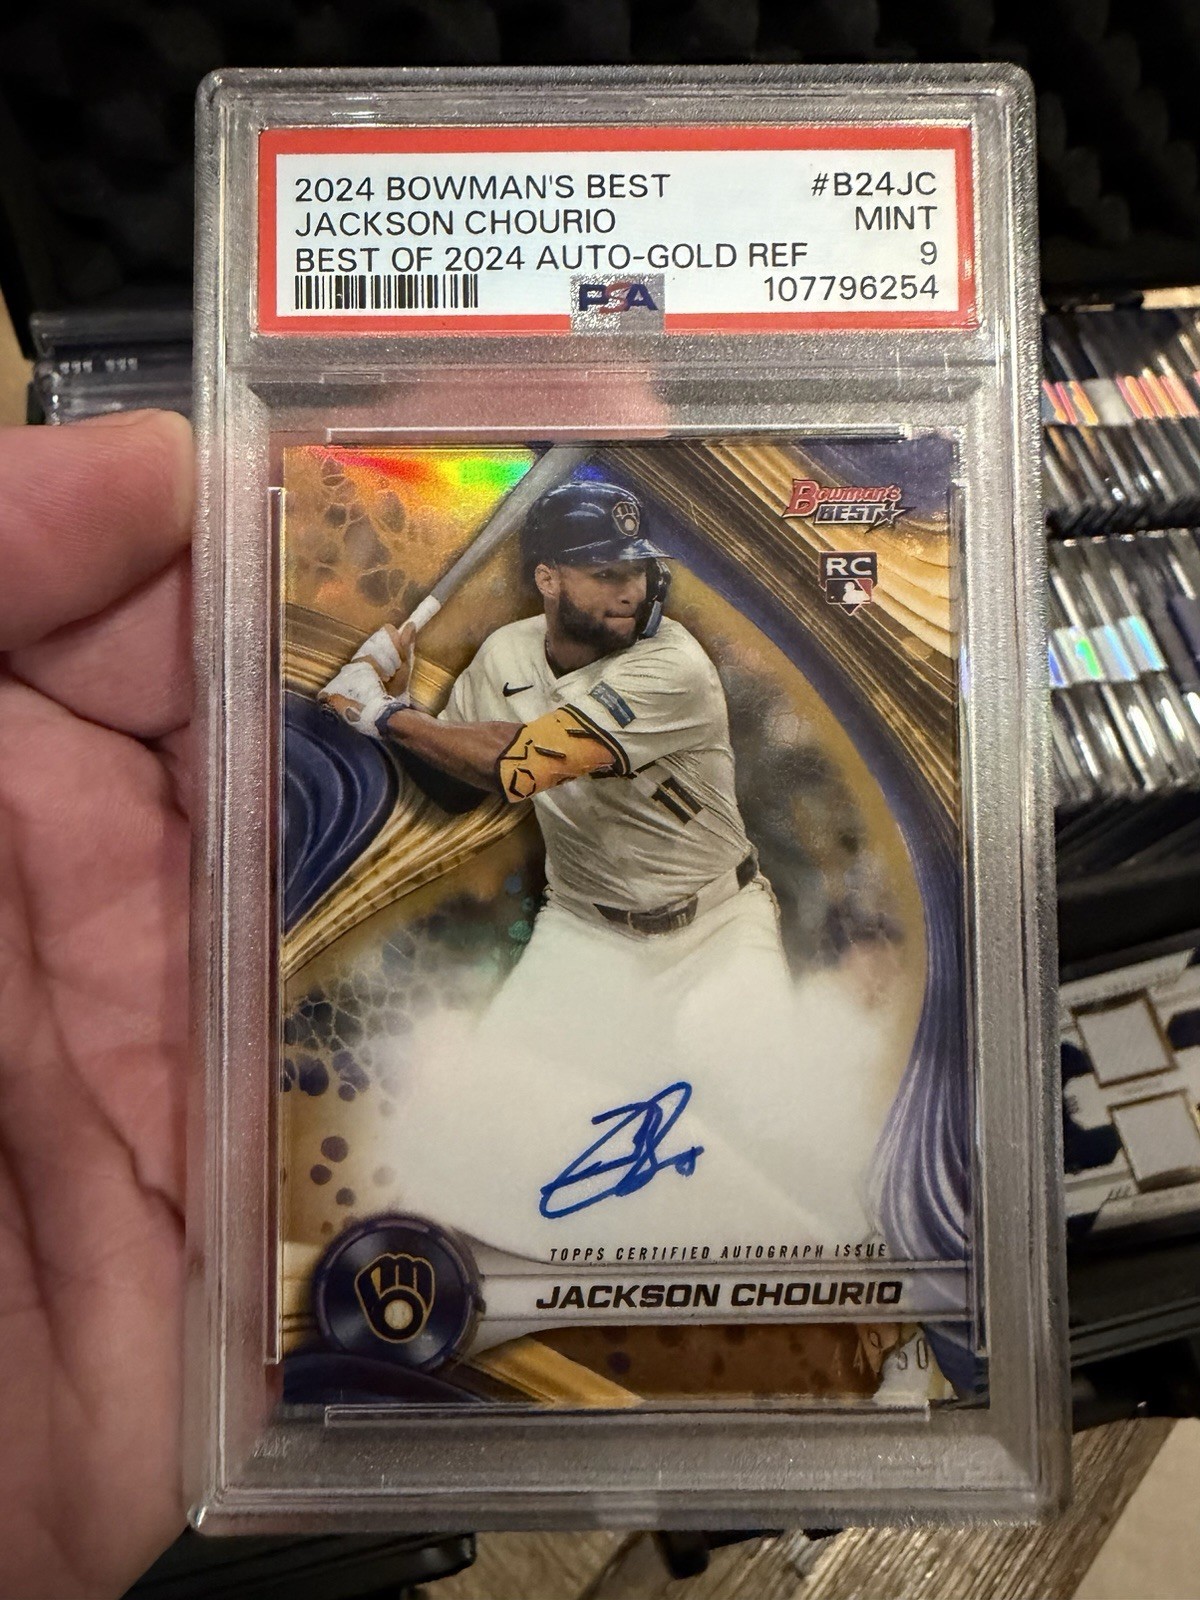 2024 BOWMAN'S BEST #B24JC
JACKSON CHOURIO MINT
BEST OF 2024 AUTO-GOLD REF 9
PSA 107796254
Bowman's
BEST
RC
11
TOPPS CERTIFIED AUTOGRAPH ISSUE
JACKSON CHOURIO